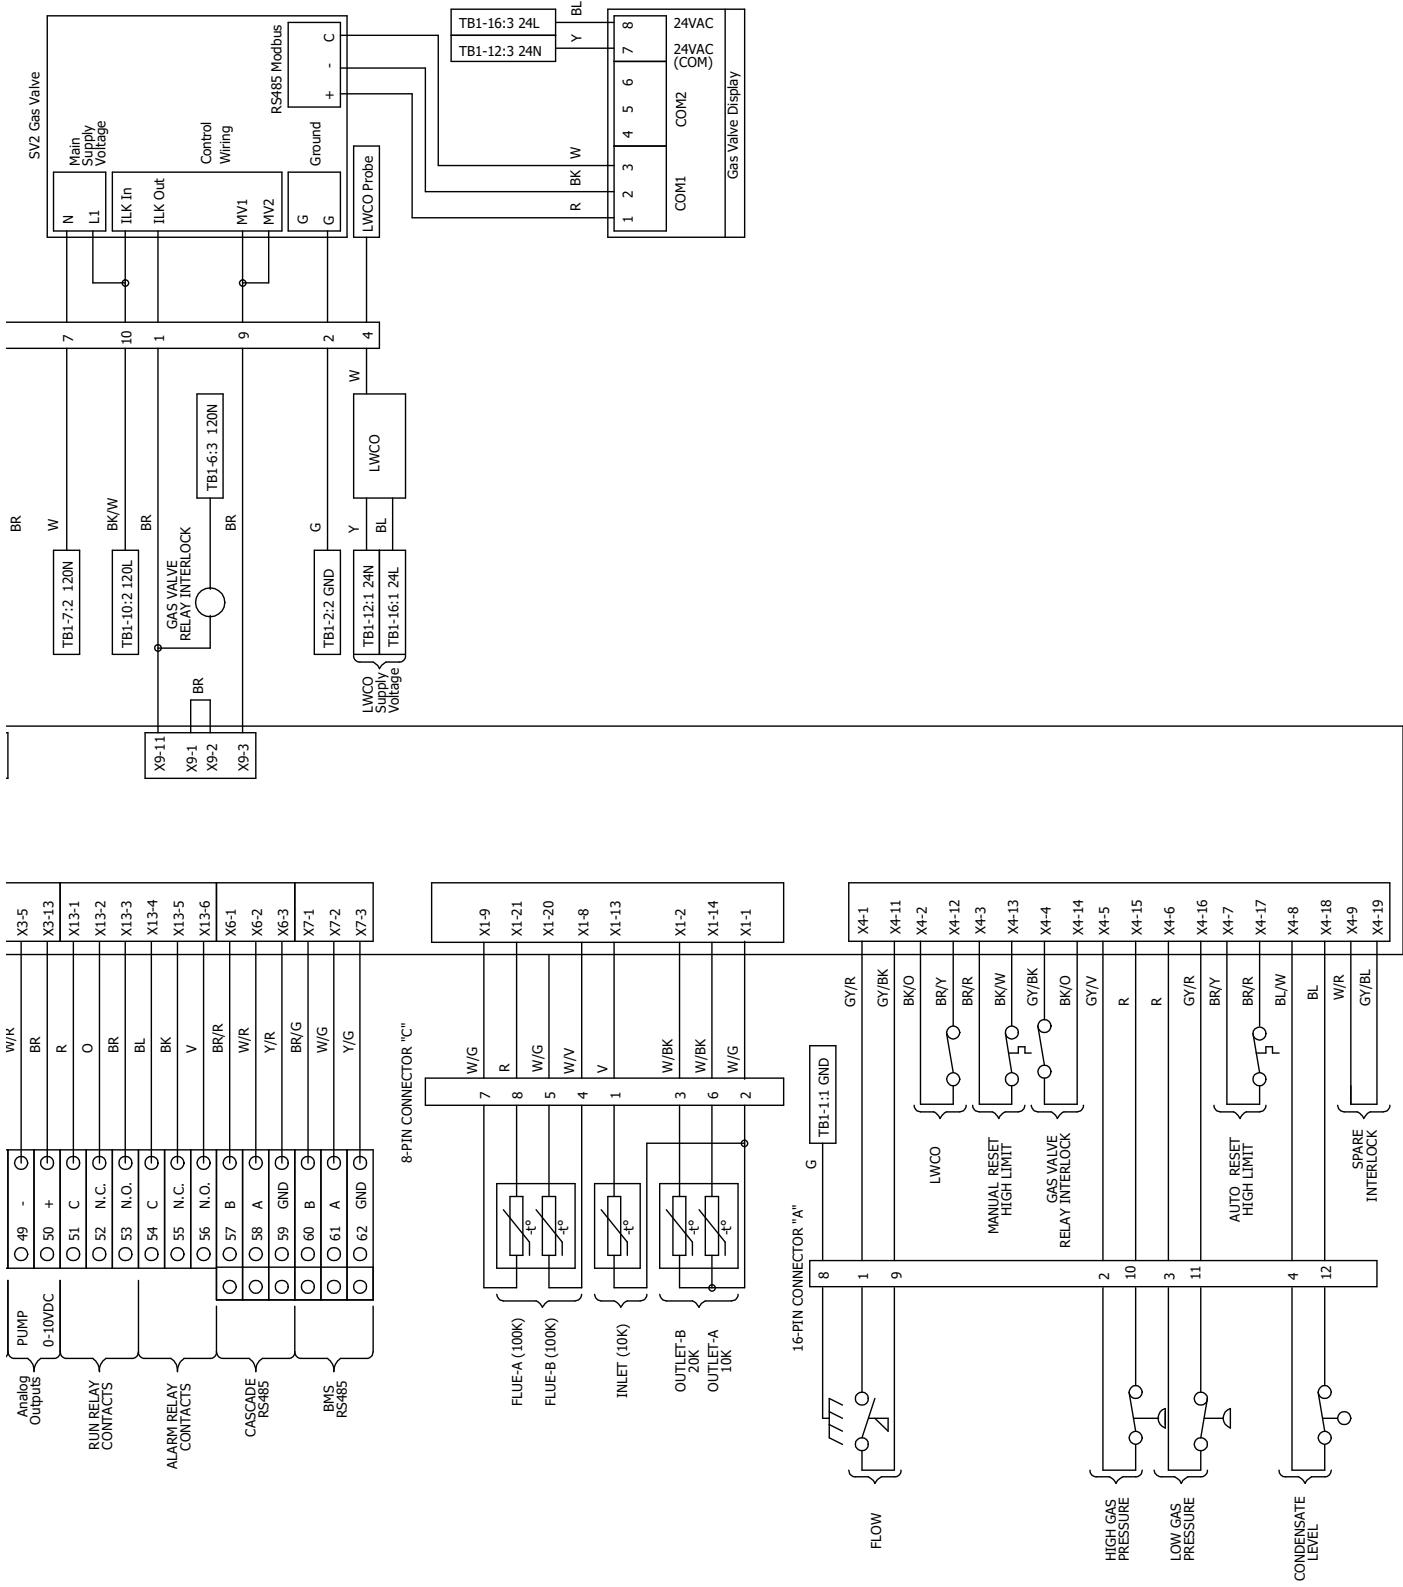 SV2 Gas Valve
Main
Supply
Voltage
Control
Wiring
RS485 Modbus
Ground
N
L1
ILK In
ILK Out
MV1
MV2
G
G
+
-
C
LWCO Probe
TB1-16:3 24L
TB1-12:3 24N
BL
Y
8
7
6
5
4
3
2
1
24VAC
24VAC
(COM)
COM2
COM1
Gas Valve Display
W
BK
R
7
10
1
9
2
4
BR
W
BK/W
BR
BR
G
W
Y
BL
TB1-7:2 120N
TB1-10:2 120L
GAS VALVE
RELAY INTERLOCK
TB1-6:3 120N
TB1-2:2 GND
LWCO
TB1-12:1 24N
TB1-16:1 24L
LWCO
Supply
Voltage
BR
X9-11
X9-1
X9-2
X9-3
X3-5
X3-13
X13-1
X13-2
X13-3
X13-4
X13-5
X13-6
X6-1
X6-2
X6-3
X7-1
X7-2
X7-3
W/R
BR
R
O
BR
BL
BK
V
BR/R
W/R
Y/R
BR/G
W/G
Y/G
49 -
50 +
51 C
52 N.C.
53 N.O.
54 C
55 N.C.
56 N.O.
57 B
58 A
59 GND
60 B
61 A
62 GND
PUMP
0-10VDC
Analog
Outputs
RUN RELAY
CONTACTS
ALARM RELAY
CONTACTS
CASCADE
RS485
BMS
RS485
X1-9
X1-21
X1-20
X1-8
X1-13
X1-2
X1-14
X1-1
8-PIN CONNECTOR "C"
W/G
R
W/G
W/V
V
W/BK
W/BK
W/G
7
8
5
4
1
3
6
2
-t°
-t°
-t°
-t°
-t°
FLUE-A (100K)
FLUE-B (100K)
INLET (10K)
OUTLET-B
20K
OUTLET-A
10K
X4-1
X4-11
X4-2
X4-12
X4-3
X4-13
X4-4
X4-14
X4-5
X4-15
X4-6
X4-16
X4-7
X4-17
X4-8
X4-18
X4-9
X4-19
GY/R
GY/BK
BK/O
BR/Y
BR/R
BK/W
GY/BK
BK/O
GY/V
R
R
GY/R
BR/Y
BR/R
BL/W
BL
W/R
GY/BL
TB1-1:1 GND
G
LWCO
MANUAL RESET
HIGH LIMIT
GAS VALVE
RELAY INTERLOCK
AUTO RESET
HIGH LIMIT
SPARE
INTERLOCK
16-PIN CONNECTOR "A"
8
1
9
2
10
3
11
4
12
FLOW
HIGH GAS
PRESSURE
LOW GAS
PRESSURE
CONDENSATE
LEVEL